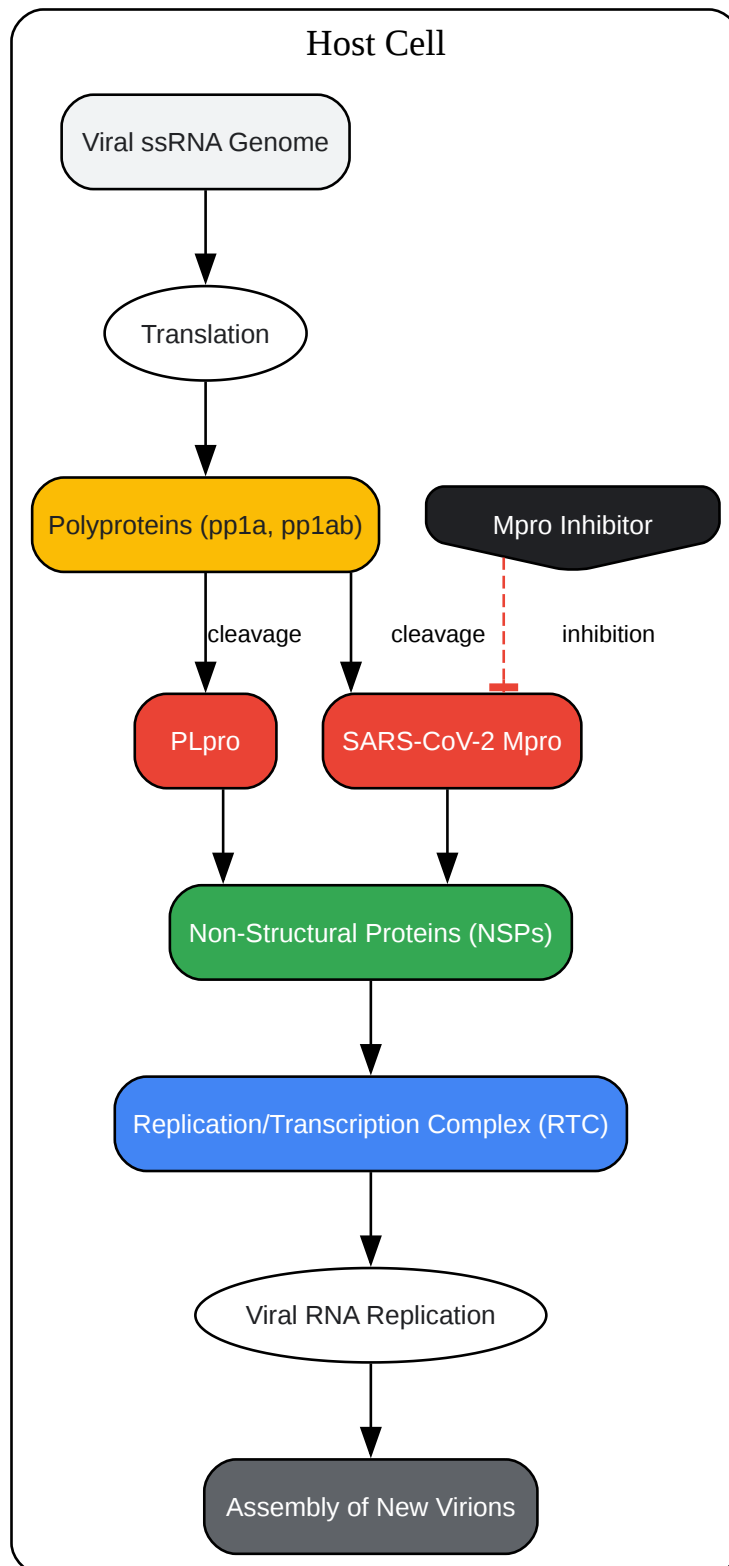 Host Cell
Viral ssRNA Genome
Translation
Polyproteins (pp1a, pp1ab)
Mpro Inhibitor
cleavage
cleavage
inhibition
PLpro
SARS-CoV-2 Mpro
Non-Structural Proteins (NSPs)
Replication/Transcription Complex (RTC)
Viral RNA Replication
Assembly of New Virions